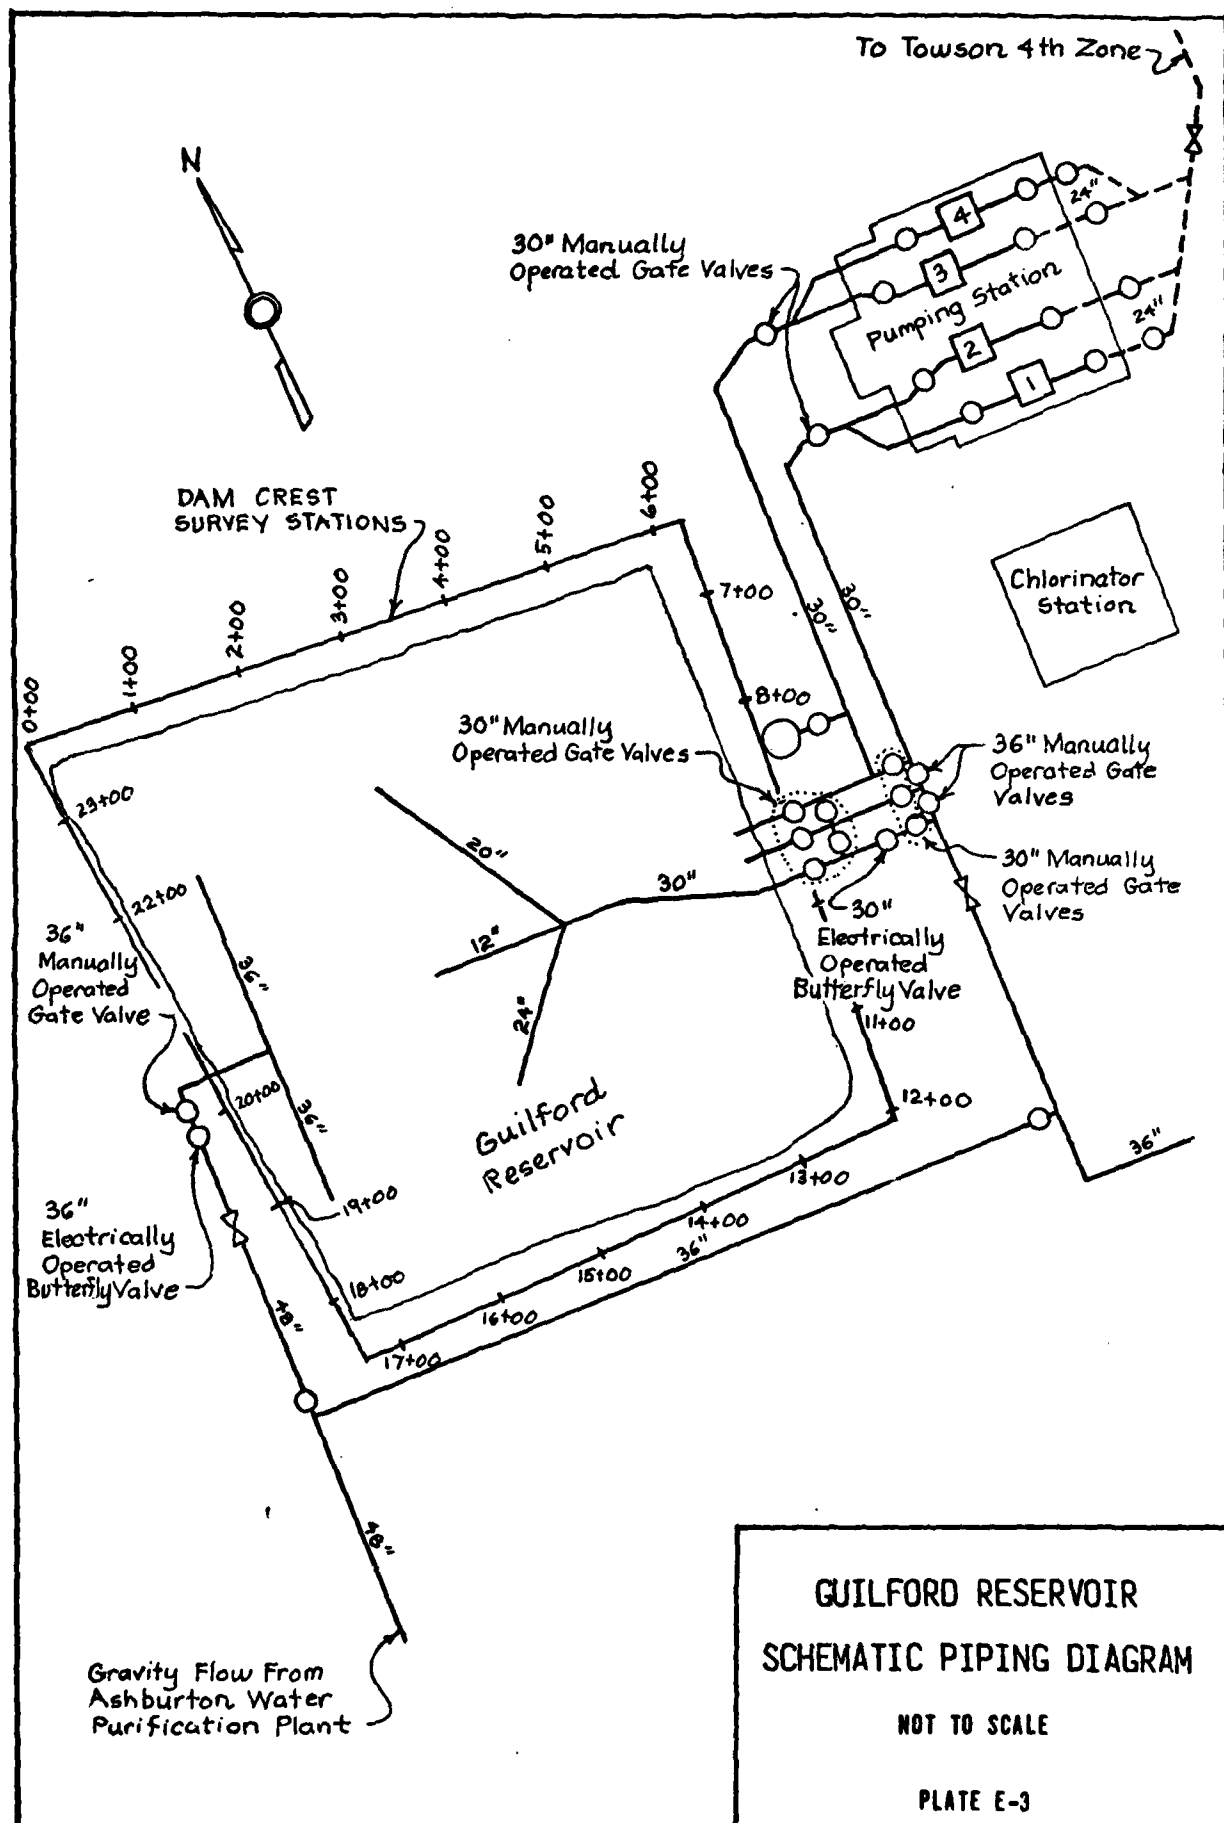 To Towson 4th Zone
N
30" Manually
Operated Gate Valves
4
24"
3
Pumping Station
2
24"
1
DAM CREST
SURVEY STATIONS
0+00
1+00
2+00
3+00
4+00
5+00
6+00
7+00
8+00
30"
30"
Chlorinator
Station
30" Manually
Operated Gate Valves
36" Manually
Operated Gate
Valves
23+00
20"
30"
30" Manually
Operated Gate
Valves
22+00
12"
30"
Electrically
Operated
Butterfly Valve
36"
Manually
Operated
Gate Valve
36"
24"
11+00
20+00
36"
12+00
Guilford
Reservoir
36"
13+00
19+00
14+00
36"
36"
Electrically
Operated
Butterfly Valve
15+00
18+00
16+00
48"
17+00
48"
Gravity Flow From
Ashburton Water
Purification Plant
GUILFORD RESERVOIR
SCHEMATIC PIPING DIAGRAM
NOT TO SCALE
PLATE E-3